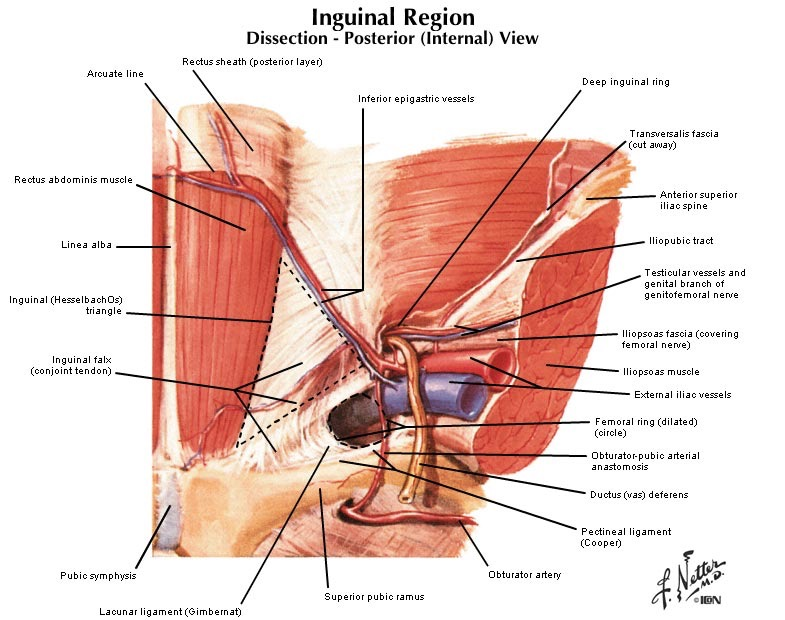 Inguinal Region
Dissection - Posterior (Internal) View
Rectus sheath (posterior layer)
Arcuate line
Inferior epigastric vessels
Deep inguinal ring
Transversalis fascia
(cut away)
Rectus abdominis muscle
Anterior superior
iliac spine
Linea alba
Iliopubic tract
Testicular vessels and
genital branch of
genitofemoral nerve
Inguinal (HesselbachOs)
triangle
Iliopsoas fascia (covering
femoral nerve)
Inguinal falx
(conjoint tendon)
Iliopsoas muscle
External iliac vessels
Femoral ring (dilated)
(circle)
Obturator-pubic arterial
anastomosis
Ductus (vas) deferens
Pectineal ligament
(Cooper)
Pubic symphysis
Obturator artery
Superior pubic ramus
Lacunar ligament (Gimbernat)
F. Netter
M.D.
©ICON